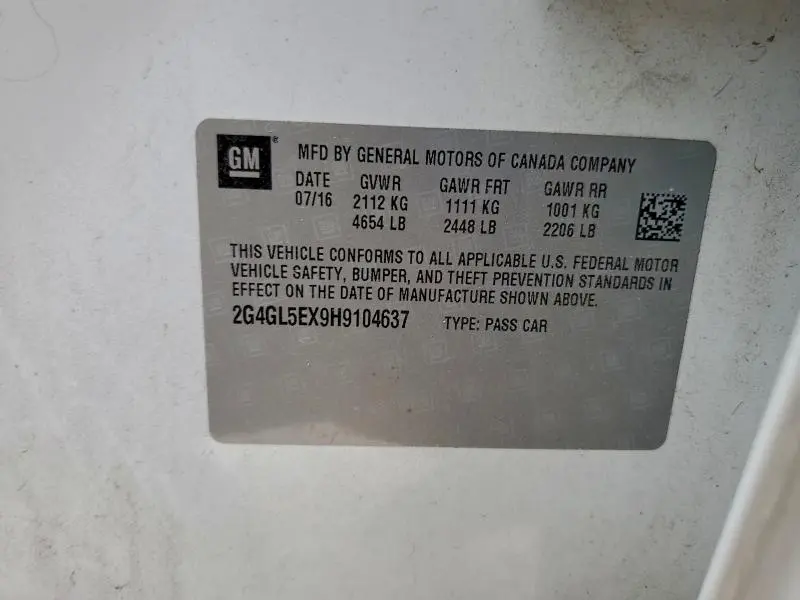 GM® MFD BY GENERAL MOTORS OF CANADA COMPANY
DATE GVWR GAWR FRT GAWR RR
07/16 2112 KG 1111 KG 1001 KG
4654 LB 2448 LB 2206 LB
THIS VEHICLE CONFORMS TO ALL APPLICABLE U.S. FEDERAL MOTOR
VEHICLE SAFETY, BUMPER, AND THEFT PREVENTION STANDARDS IN
EFFECT ON THE DATE OF MANUFACTURE SHOWN ABOVE.
2G4GL5EX9H9104637 TYPE: PASS CAR